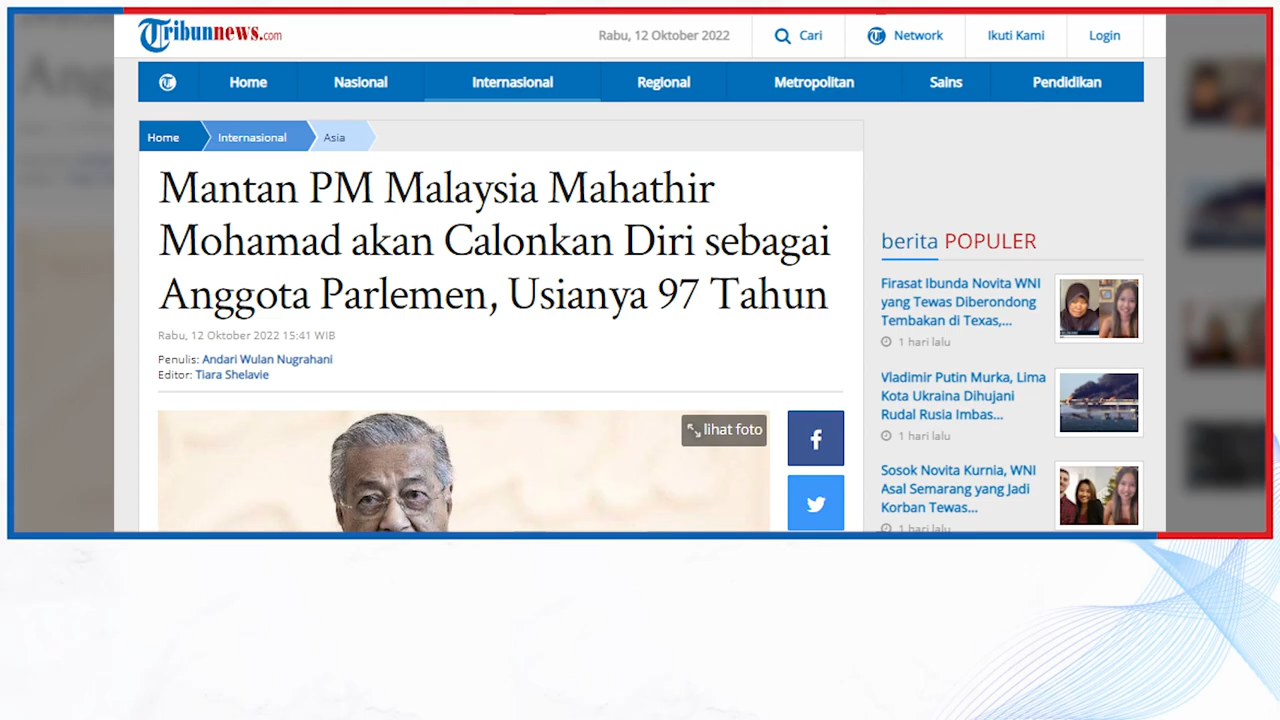 Tribunnews.com
Rabu, 12 Oktober 2022
Cari
Network
Ikuti Kami
Login
Home
Nasional
Internasional
Regional
Metropolitan
Sains
Pendidikan
Home
Internasional
Asia
Mantan PM Malaysia Mahathir
Mohamad akan Calonkan Diri sebagai
Anggota Parlemen, Usianya 97 Tahun
Rabu, 12 Oktober 2022 15:41 WIB
Penulis: Andari Wulan Nugrahani
Editor: Tiara Shelavie
lihat foto
berita POPULER
Firasat Ibunda Novita WNI
yang Tewas Diberondong
Tembakan di Texas,...
1 hari lalu
Vladimir Putin Murka, Lima
Kota Ukraina Dihujani
Rudal Rusia Imbas...
1 hari lalu
Sosok Novita Kurnia, WNI
Asal Semarang yang Jadi
Korban Tewas...
1 hari lalu